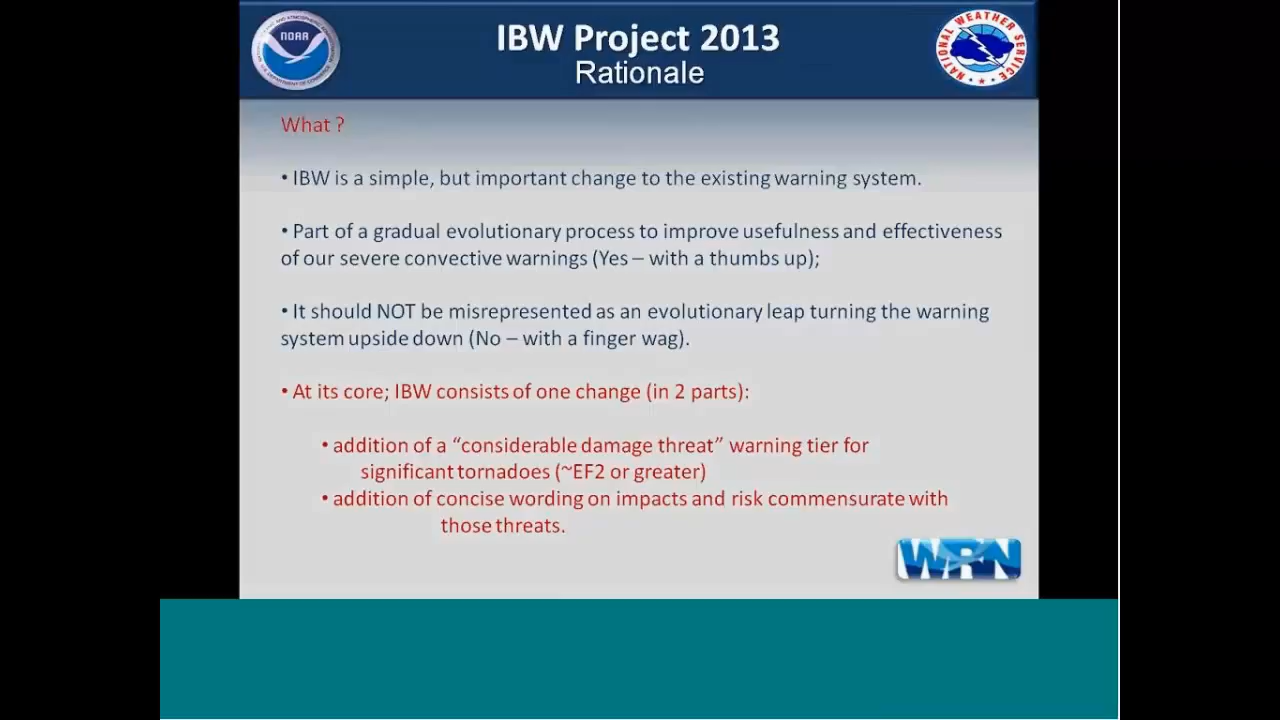 NOAA
IBW Project 2013
Rationale
NATIONAL WEATHER SERVICE
What ?
• IBW is a simple, but important change to the existing warning system.
• Part of a gradual evolutionary process to improve usefulness and effectiveness
of our severe convective warnings (Yes – with a thumbs up);
• It should NOT be misrepresented as an evolutionary leap turning the warning
system upside down (No – with a finger wag).
• At its core; IBW consists of one change (in 2 parts):
• addition of a “considerable damage threat” warning tier for
significant tornadoes (~EF2 or greater)
• addition of concise wording on impacts and risk commensurate with
those threats.
WRN